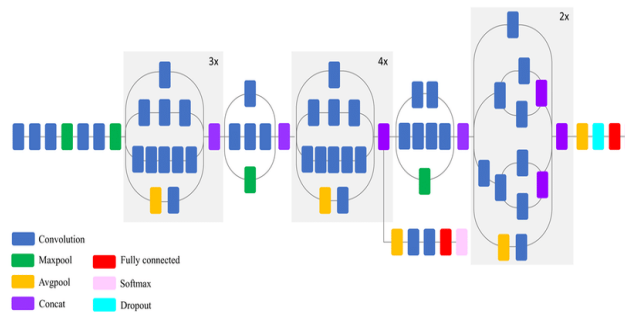 3x
4x
2x
Convolution
Maxpool
Avgpool
Concat
Fully connected
Softmax
Dropout